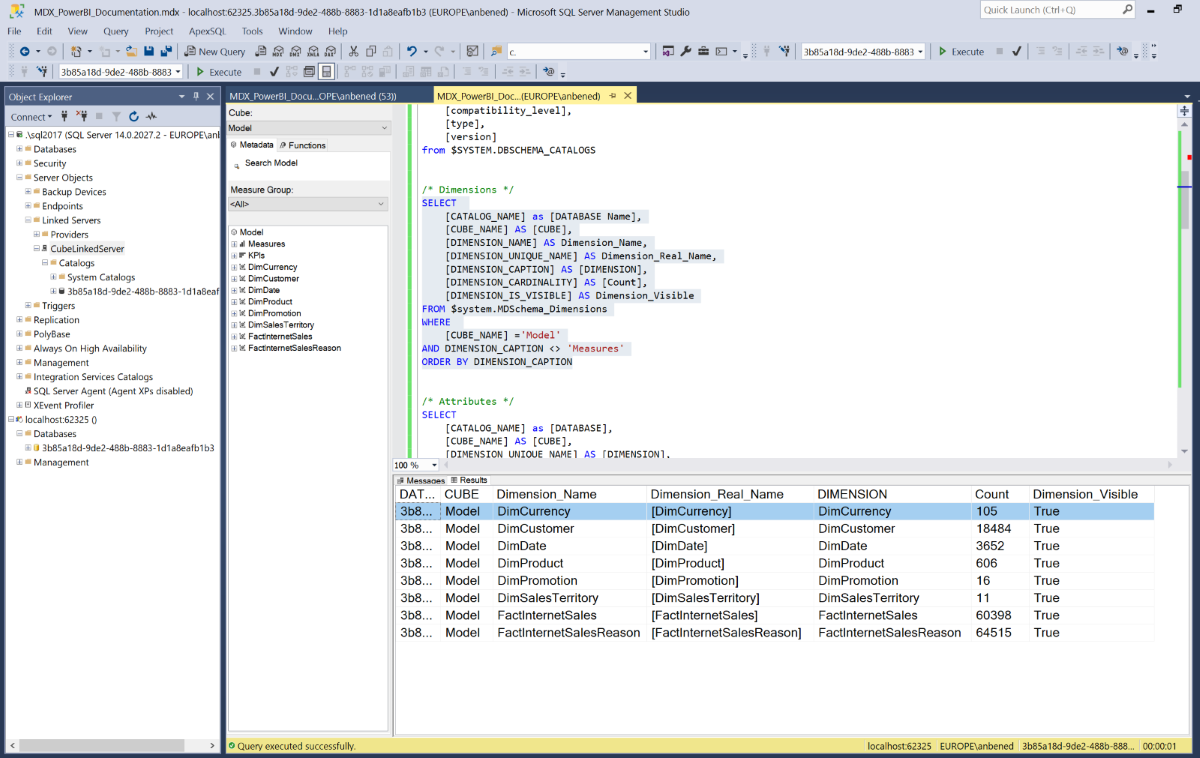 MDX_PowerBI_Documentation.mdx - localhost:62325.3b85a18d-9de2-488b-8883-1d1a8eafb1b3 (EUROPE\anbened) - Microsoft SQL Server Management Studio
Quick Launch (Ctrl+Q)
File Edit View Query Project ApexSQL Tools Window Help
New Query
c.
3b85a18d-9de2-488b-8883
Execute
3b85a18d-9de2-488b-8883
Execute
Object Explorer
Connect
.\sql2017 (SQL Server 14.0.2027.2 - EUROPE\anl
Databases
Security
Server Objects
Backup Devices
Endpoints
Linked Servers
Providers
CubeLinkedServer
Catalogs
System Catalogs
3b85a18d-9de2-488b-8883-1d1a8eaf
Triggers
Replication
PolyBase
Always On High Availability
Management
Integration Services Catalogs
SQL Server Agent (Agent XPs disabled)
XEvent Profiler
localhost:62325 ()
Databases
3b85a18d-9de2-488b-8883-1d1a8eafb1b3
Management
MDX_PowerBI_Docu...OPE\anbened (53))
MDX_PowerBI_Doc...(EUROPE\anbened)
Cube:
Model
Metadata Functions
Search Model
Measure Group:
<All>
Model
Measures
KPIs
DimCurrency
DimCustomer
DimDate
DimProduct
DimPromotion
DimSalesTerritory
FactInternetSales
FactInternetSalesReason
[compatibility_level],
[type],
[version]
from $SYSTEM.DBSCHEMA_CATALOGS
/* Dimensions */
SELECT
[CATALOG_NAME] as [DATABASE Name],
[CUBE_NAME] AS [CUBE],
[DIMENSION_NAME] AS Dimension_Name,
[DIMENSION_UNIQUE_NAME] AS Dimension_Real_Name,
[DIMENSION_CAPTION] AS [DIMENSION],
[DIMENSION_CARDINALITY] AS [Count],
[DIMENSION_IS_VISIBLE] AS Dimension_Visible
FROM $system.MDSchema_Dimensions
WHERE
[CUBE_NAME] ='Model'
AND DIMENSION_CAPTION <> 'Measures'
ORDER BY DIMENSION_CAPTION
/* Attributes */
SELECT
[CATALOG_NAME] as [DATABASE],
[CUBE_NAME] AS [CUBE],
[DIMENSION_UNIQUE_NAME] AS [DIMENSION],
100 %
Messages Results
DAT... CUBE Dimension_Name Dimension_Real_Name DIMENSION Count Dimension_Visible
3b8... Model DimCurrency [DimCurrency] DimCurrency 105 True
3b8... Model DimCustomer [DimCustomer] DimCustomer 18484 True
3b8... Model DimDate [DimDate] DimDate 3652 True
3b8... Model DimProduct [DimProduct] DimProduct 606 True
3b8... Model DimPromotion [DimPromotion] DimPromotion 16 True
3b8... Model DimSalesTerritory [DimSalesTerritory] DimSalesTerritory 11 True
3b8... Model FactInternetSales [FactInternetSales] FactInternetSales 60398 True
3b8... Model FactInternetSalesReason [FactInternetSalesReason] FactInternetSalesReason 64515 True
Query executed successfully.
localhost:62325 EUROPE\anbened 3b85a18d-9de2-488b-888... 00:00:01